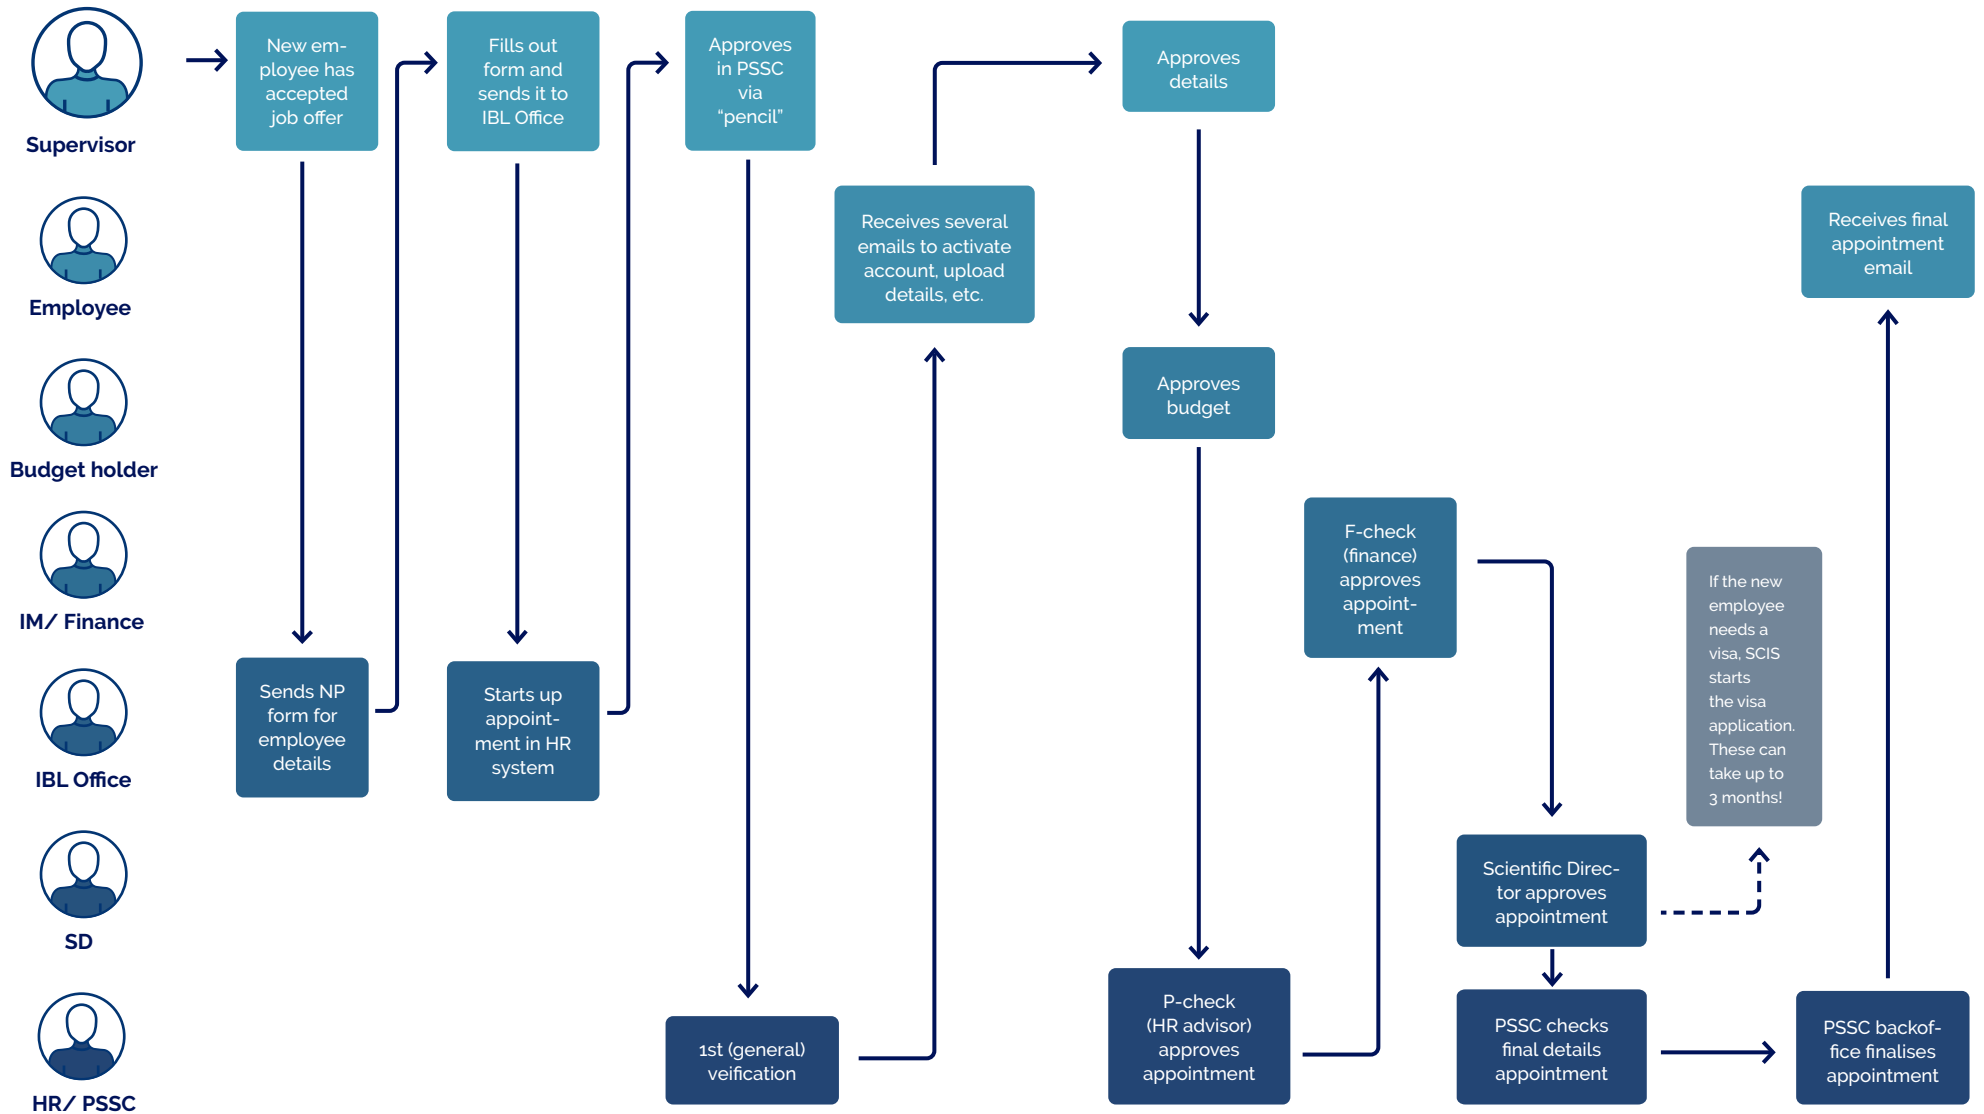 Supervisor
New em-
ployee has
accepted
job offer
Fills out
form and
sends it to
IBL Office
Approves
in PSSC
via
“pencil”
Approves
details
Employee
Receives several
emails to activate
account, upload
details, etc.
Receives final
appointment
email
Budget holder
Approves
budget
IM/ Finance
F-check
(finance)
approves
appoint-
ment
If the new
employee
needs a
visa, SCIS
starts
the visa
application.
These can
take up to
3 months!
IBL Office
Sends NP
form for
employee
details
Starts up
appoint-
ment in HR
system
SD
Scientific Direc-
tor approves
appointment
HR/ PSSC
1st (general)
veification
P-check
(HR advisor)
approves
appointment
PSSC checks
final details
appointment
PSSC backof-
fice finalises
appointment